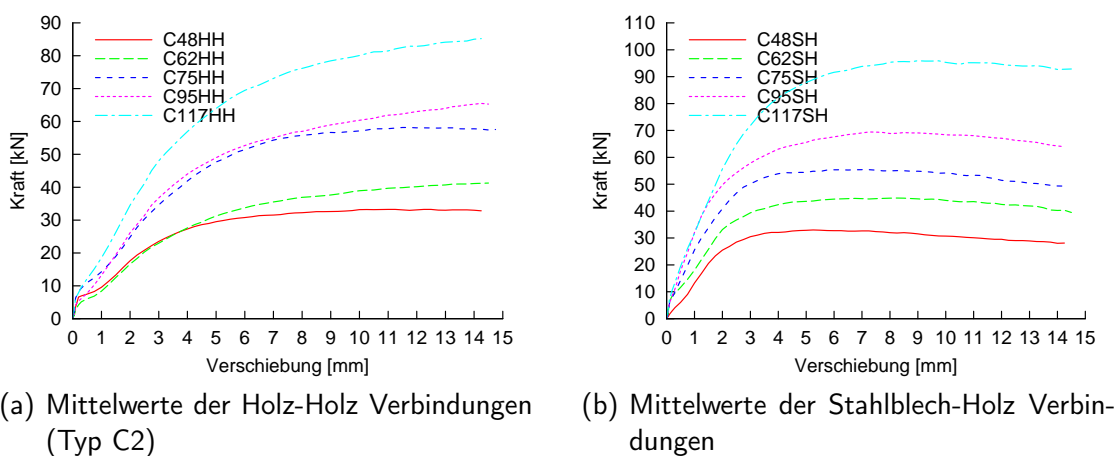 90
80
70
60
50
40
30
20
10
0
Kraft [kN]
C48HH
C62HH
C75HH
C95HH
C117HH
0 1 2 3 4 5 6 7 8 9 10 11 12 13 14 15
Verschiebung [mm]
(a) Mittelwerte der Holz-Holz Verbindungen
(Typ C2)
110
100
90
80
70
60
50
40
30
20
10
0
Kraft [kN]
C48SH
C62SH
C75SH
C95SH
C117SH
0 1 2 3 4 5 6 7 8 9 10 11 12 13 14 15
Verschiebung [mm]
(b) Mittelwerte der Stahlblech-Holz Verbin-
dungen